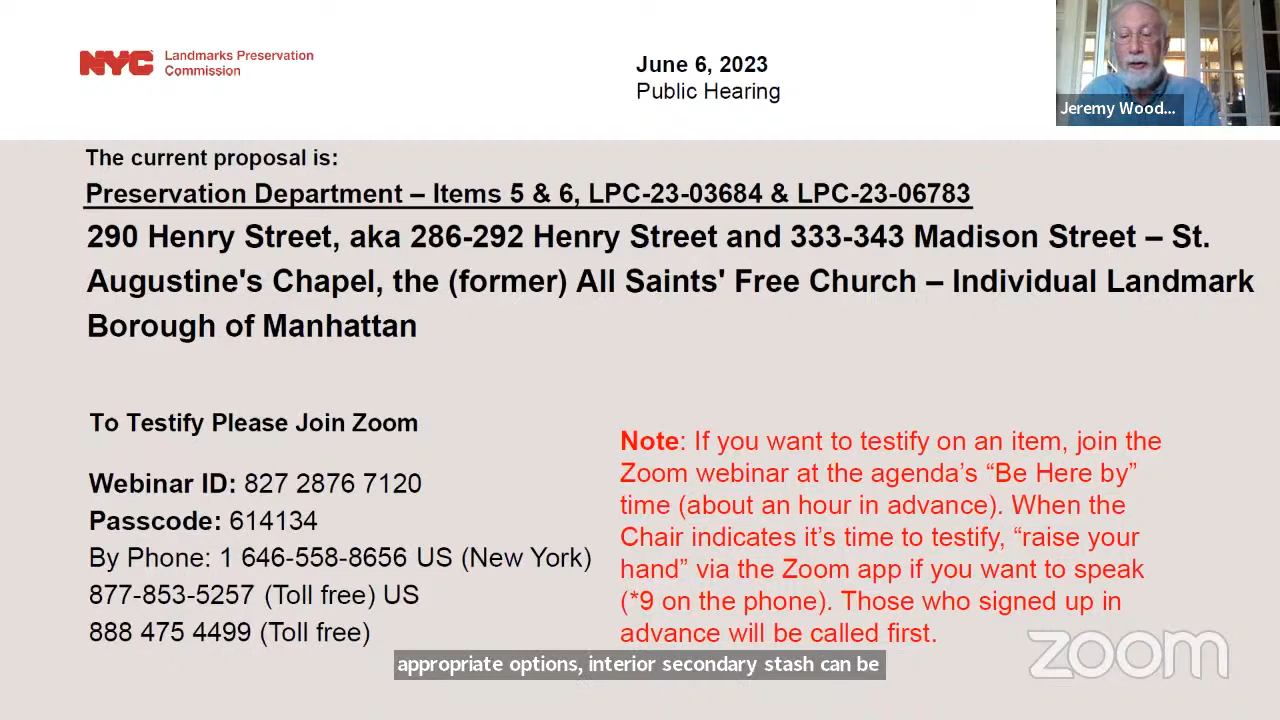 NYC Landmarks Preservation
Commission
June 6, 2023
Public Hearing
Jeremy Wood...
The current proposal is:
Preservation Department – Items 5 & 6, LPC-23-03684 & LPC-23-06783
290 Henry Street, aka 286-292 Henry Street and 333-343 Madison Street – St.
Augustine's Chapel, the (former) All Saints' Free Church – Individual Landmark
Borough of Manhattan
To Testify Please Join Zoom
Webinar ID: 827 2876 7120
Passcode: 614134
By Phone: 1 646-558-8656 US (New York)
877-853-5257 (Toll free) US
888 475 4499 (Toll free)
Note: If you want to testify on an item, join the
Zoom webinar at the agenda’s “Be Here by”
time (about an hour in advance). When the
Chair indicates it’s time to testify, “raise your
hand” via the Zoom app if you want to speak
(*9 on the phone). Those who signed up in
advance will be called first.
zoom
appropriate options, interior secondary stash can be